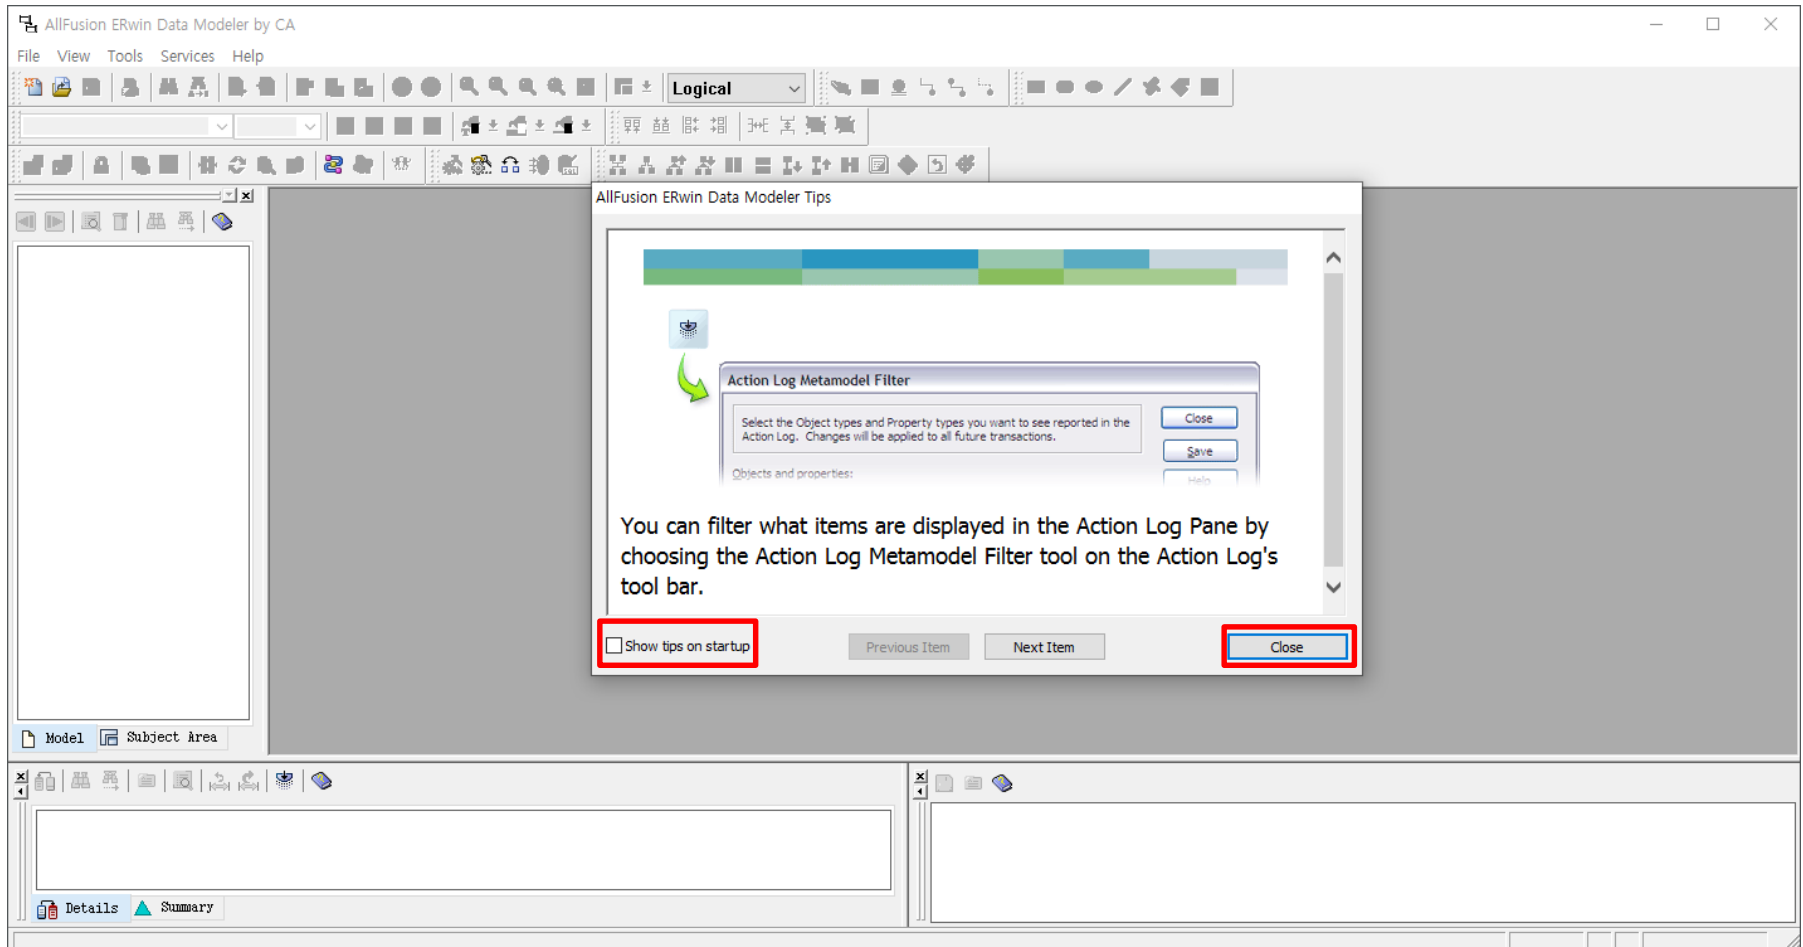 AllFusion ERwin Data Modeler by CA
File View Tools Services Help
Logical
AllFusion ERwin Data Modeler Tips
Action Log Metamodel Filter
Select the Object types and Property types you want to see reported in the
Action Log. Changes will be applied to all future transactions.
Close
Save
Objects and properties:
Help
You can filter what items are displayed in the Action Log Pane by
choosing the Action Log Metamodel Filter tool on the Action Log's
tool bar.
Show tips on startup
Previous Item
Next Item
Close
Model
Subject Area
Details
Summary